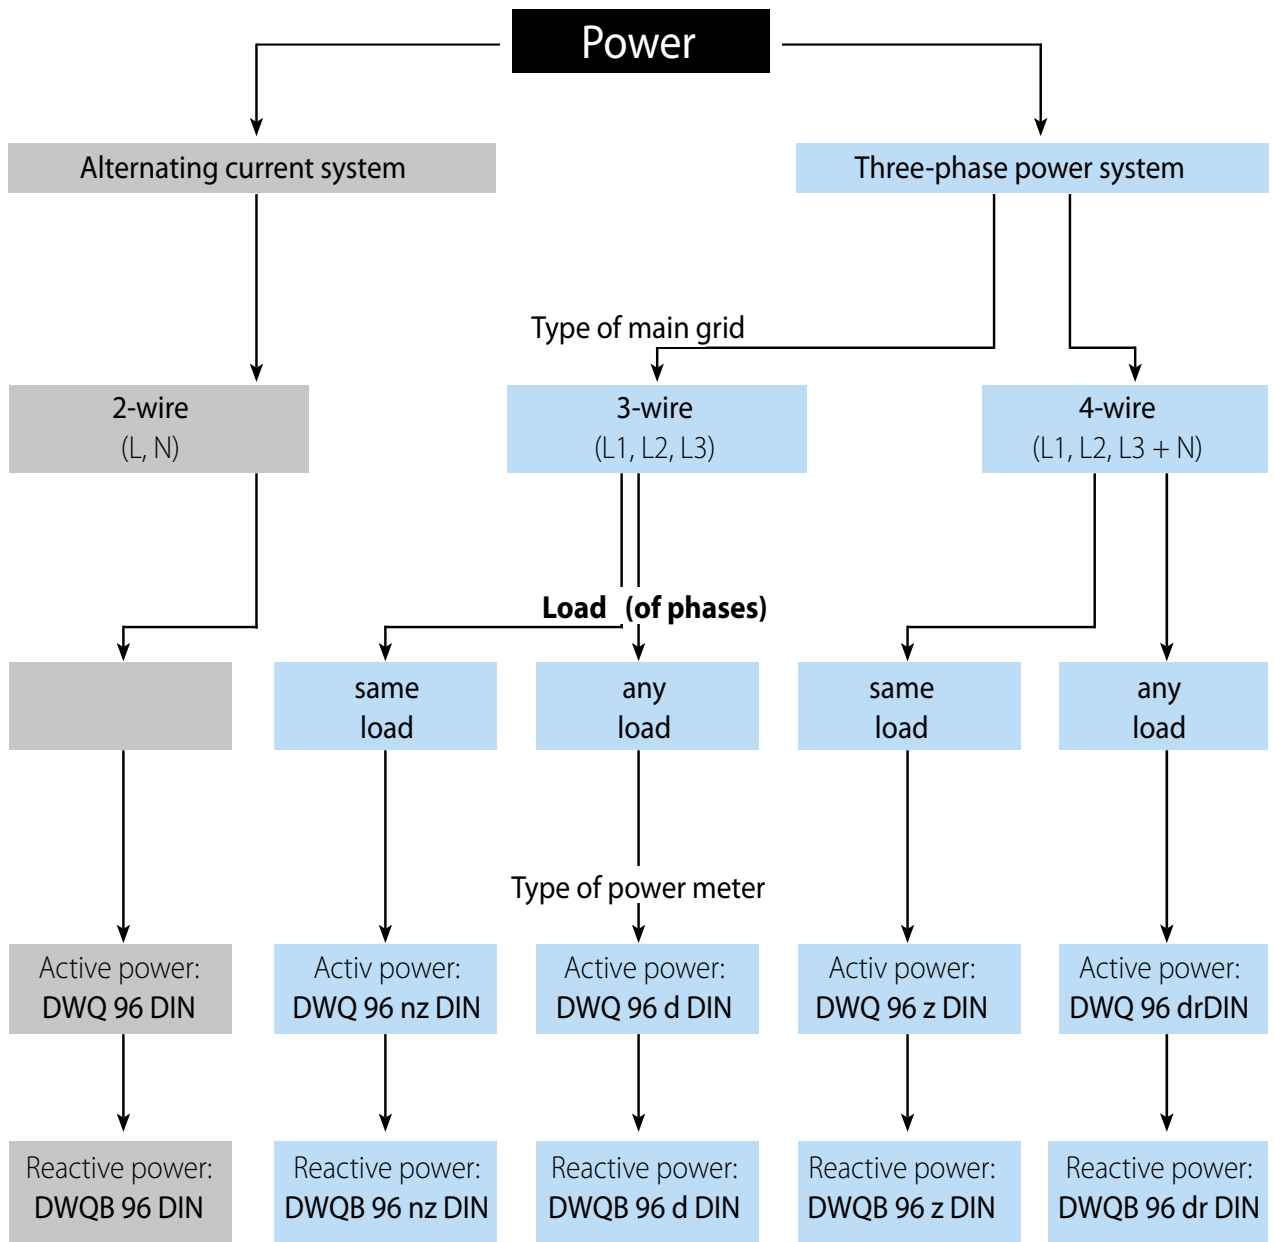 Power
Alternating current system
Three-phase power system
Type of main grid
2-wire
(L, N)
3-wire
(L1, L2, L3)
4-wire
(L1, L2, L3 + N)
Load (of phases)
same
load
any
load
same
load
any
load
Type of power meter
Active power:
DWQ 96 DIN
Activ power:
DWQ 96 nz DIN
Active power:
DWQ 96 d DIN
Activ power:
DWQ 96 z DIN
Active power:
DWQ 96 drDIN
Reactive power:
DWQB 96 DIN
Reactive power:
DWQB 96 nz DIN
Reactive power:
DWQB 96 d DIN
Reactive power:
DWQB 96 z DIN
Reactive power:
DWQB 96 dr DIN